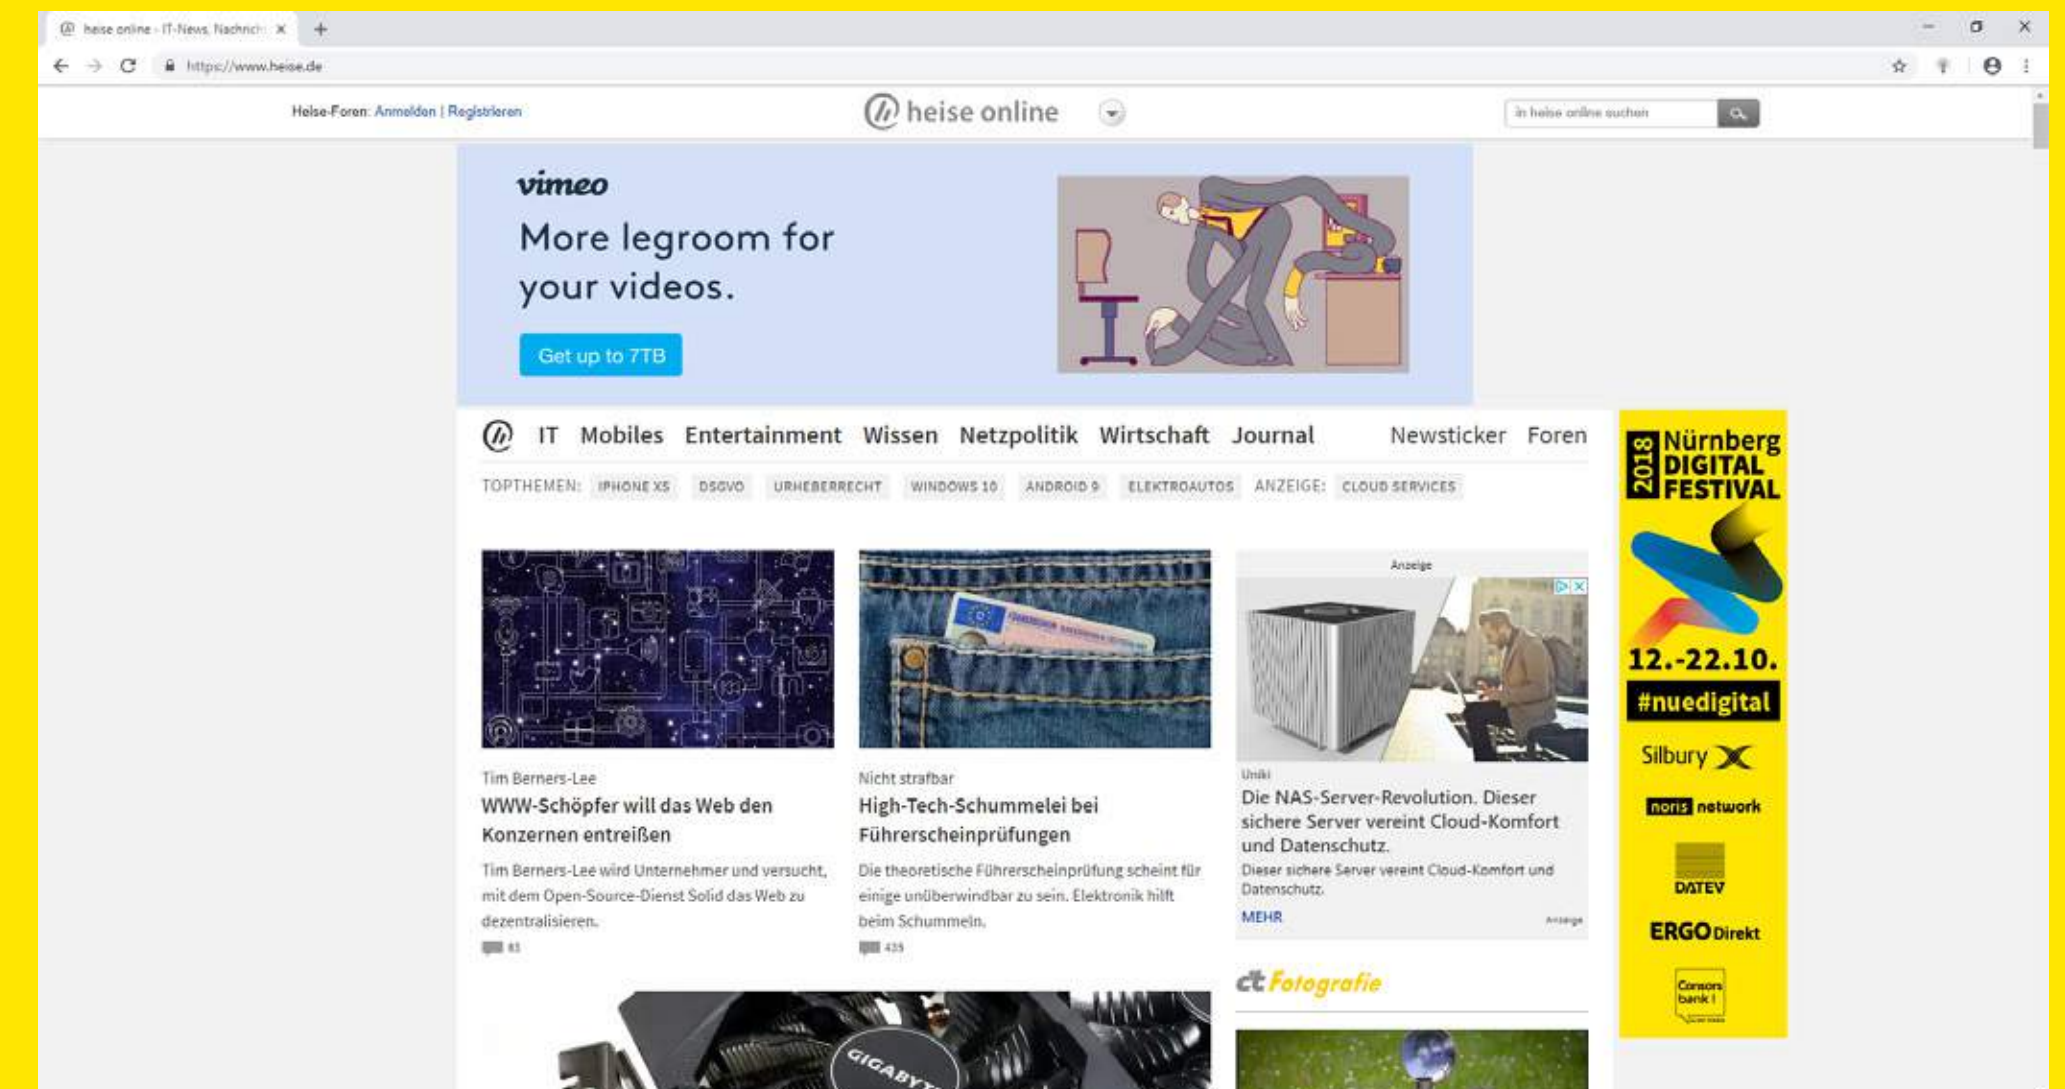 heise online - IT-News, Nachrich
https://www.heise.de
Heise-Foren: Anmelden | Registrieren
heise online
in heise online suchen
vimeo
More legroom for
your videos.
Get up to 7TB
IT Mobiles Entertainment Wissen Netzpolitik Wirtschaft Journal Newsticker Foren
TOPTHEMEN: IPHONE XS DSGVO URHEBERRECHT WINDOWS 10 ANDROID 9 ELEKTROAUTOS ANZEIGE: CLOUD SERVICES
Tim Berners-Lee
WWW-Schöpfer will das Web den
Konzernen entreißen
Tim Berners-Lee wird Unternehmer und versucht,
mit dem Open-Source-Dienst Solid das Web zu
dezentralisieren.
Nicht strafbar
High-Tech-Schummelei bei
Führerscheinprüfungen
Die theoretische Führerscheinprüfung scheint für
einige unüberwindbar zu sein. Elektronik hilft
beim Schummeln.
Anzeige
Uniki
Die NAS-Server-Revolution. Dieser
sichere Server vereint Cloud-Komfort
und Datenschutz.
Dieser sichere Server vereint Cloud-Komfort und
Datenschutz.
MEHR
Anzeige
c't Fotografie
GIGABYTE
2018
Nürnberg
DIGITAL
FESTIVAL
12.-22.10.
#nuedigital
Silbury
noris network
DATEV
ERGO Direkt
Consors
bank!